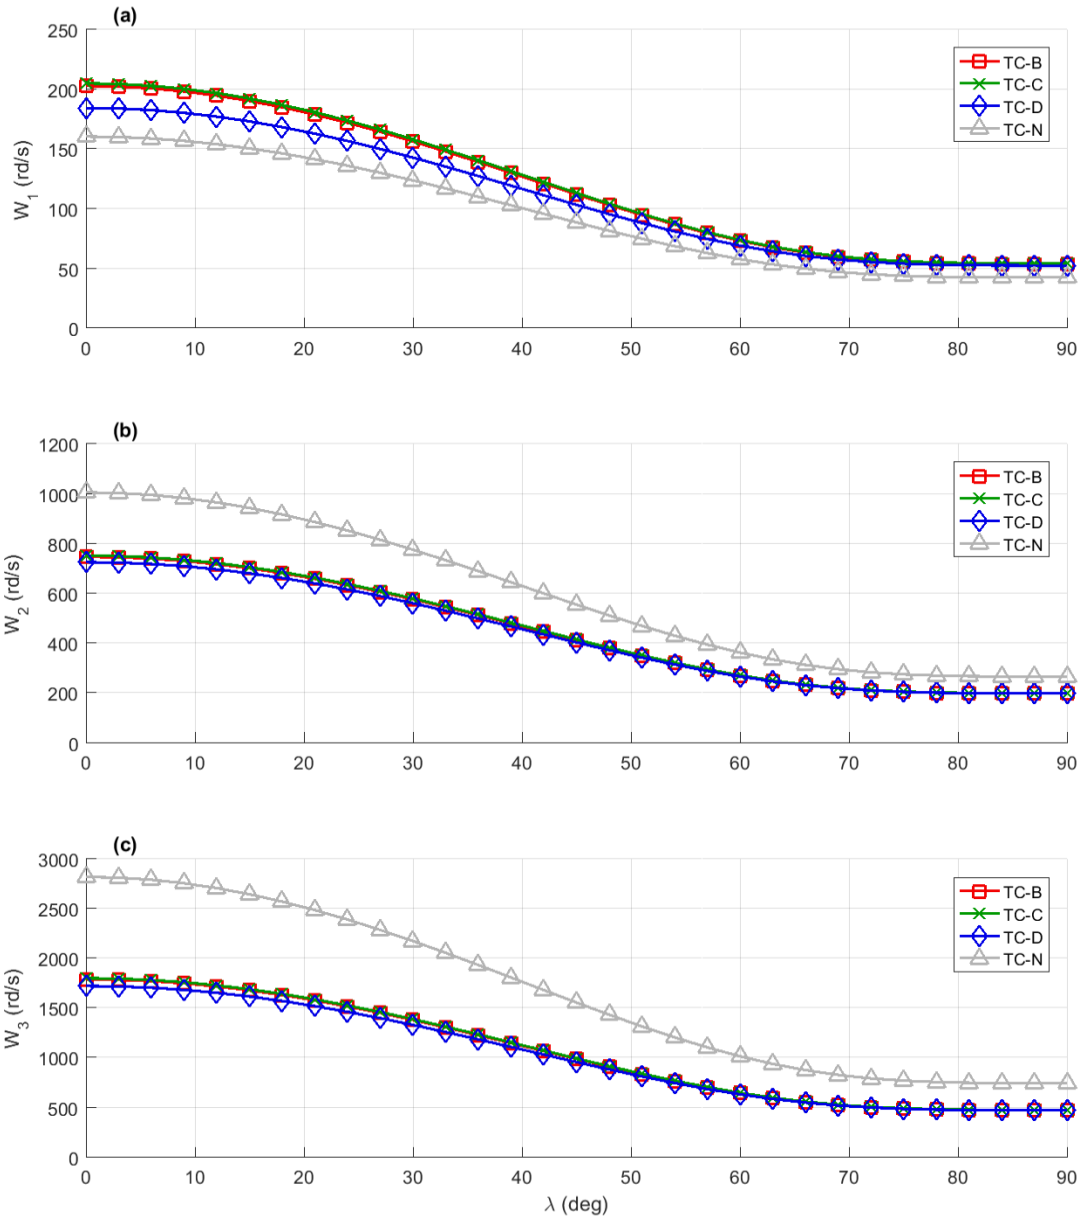 (a)
250
200
150
100
50
0
W1 (rd/s)
0 10 20 30 40 50 60 70 80 90
TC-B
TC-C
TC-D
TC-N
(b)
1200
1000
800
600
400
200
0
W2 (rd/s)
0 10 20 30 40 50 60 70 80 90
TC-B
TC-C
TC-D
TC-N
(c)
3000
2500
2000
1500
1000
500
0
W3 (rd/s)
0 10 20 30 40 50 60 70 80 90
TC-B
TC-C
TC-D
TC-N
λ (deg)